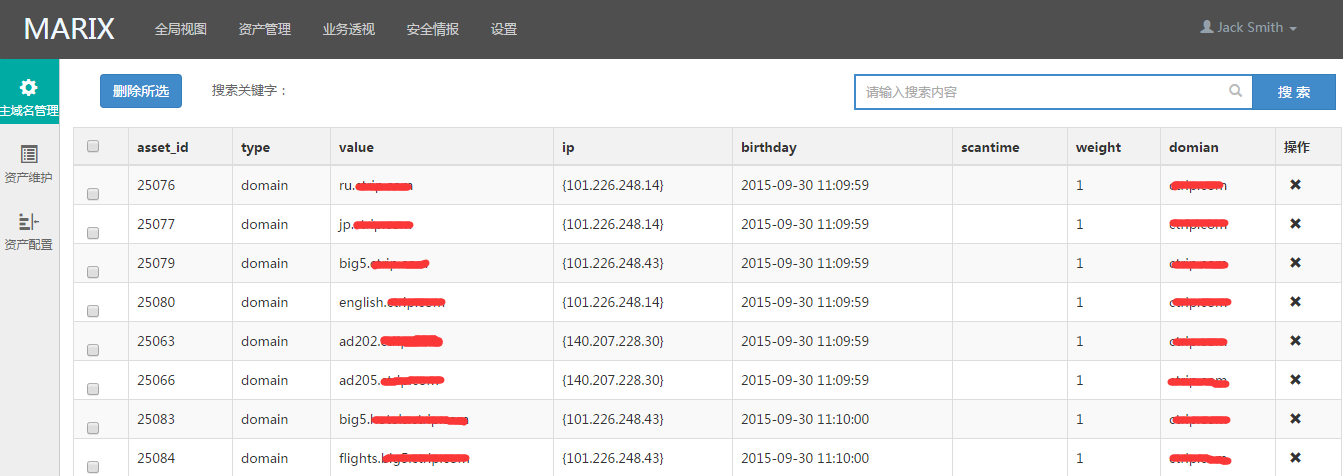 MARIX 全局视图 资产管理 业务透视 安全情报 设置 Jack Smith
主域名管理
资产维护
资产配置
删除所选 搜索关键字： 请输入搜索内容 搜 索
asset_id type value ip birthday scantime weight domian 操作
25076 domain ru. {101.226.248.14} 2015-09-30 11:09:59 1
25077 domain jp. {101.226.248.14} 2015-09-30 11:09:59 1
25079 domain big5. {101.226.248.43} 2015-09-30 11:09:59 1
25080 domain english. {101.226.248.14} 2015-09-30 11:09:59 1
25063 domain ad202. {140.207.228.30} 2015-09-30 11:09:59 1
25066 domain ad205. {140.207.228.30} 2015-09-30 11:09:59 1
25083 domain big5. {101.226.248.43} 2015-09-30 11:10:00 1
25084 domain flights. {101.226.248.43} 2015-09-30 11:10:00 1